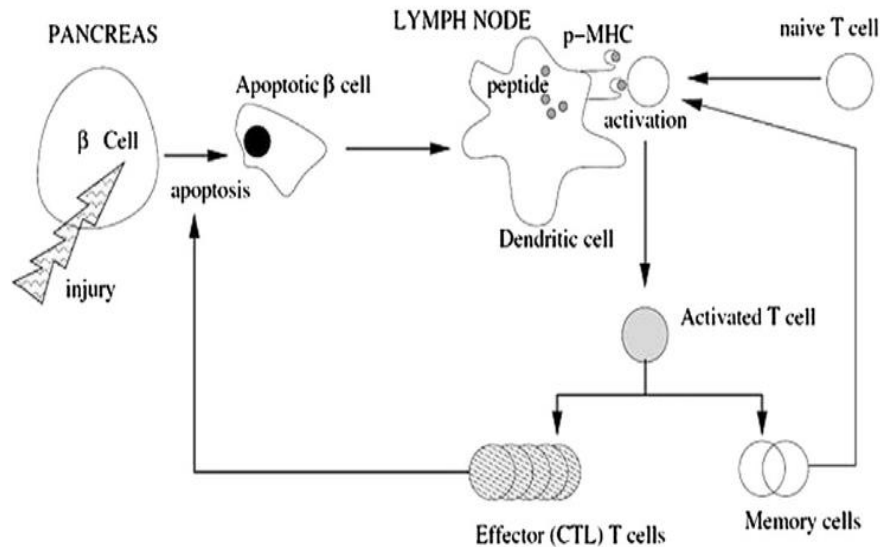 PANCREAS
LYMPH NODE
p-MHC
naive T cell
Apoptotic β cell
peptide
β Cell
activation
apoptosis
Dendritic cell
injury
Activated T cell
Effector (CTL) T cells
Memory cells